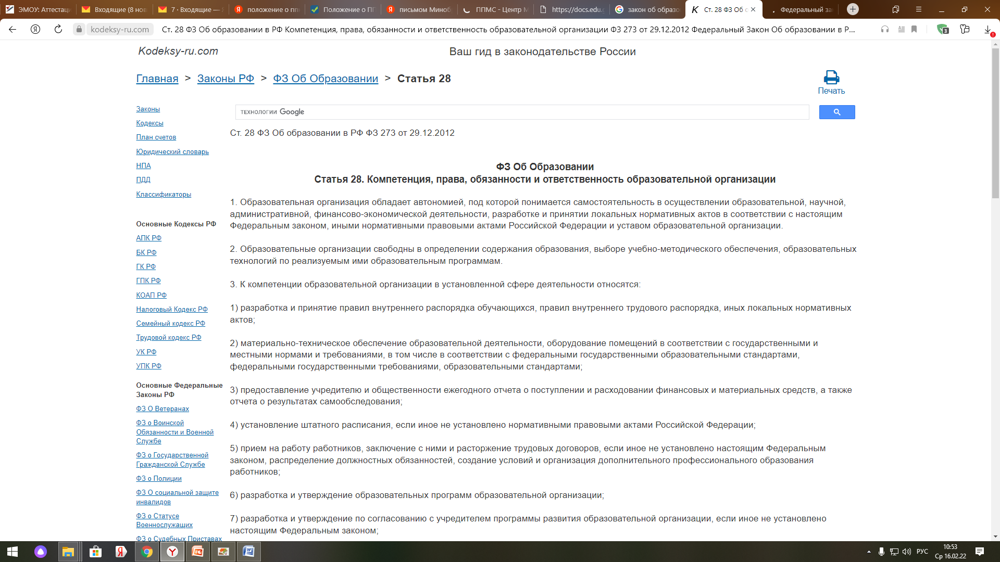 ЭМОУ: Аттестаци
Входящие (8 нов
7 · Входящие — Я
положение о ппк
Положение о ПП
письмом Миноб
ППМС - Центр М
https://docs.edu.g
закон об образо
Ст. 28 ФЗ Об о
Федеральный за
kodeksy-ru.com
Ст. 28 ФЗ Об образовании в РФ Компетенция, права, обязанности и ответственность образовательной организации ФЗ 273 от 29.12.2012 Федеральный Закон Об образовании в Р...
3
Kodeksy-ru.com
Ваш гид в законодательстве России
Главная > Законы РФ > ФЗ Об Образовании > Статья 28
Печать
Законы
Кодексы
План счетов
Юридический словарь
НПА
ПДД
Классификаторы
Основные Кодексы РФ
АПК РФ
БК РФ
ГК РФ
ГПК РФ
КОАП РФ
Налоговый Кодекс РФ
Семейный кодекс РФ
Трудовой кодекс РФ
УК РФ
УПК РФ
Основные Федеральные
Законы РФ
ФЗ О Ветеранах
ФЗ о Воинской
Обязанности и Военной
Службе
ФЗ о Государственной
Гражданской Службе
ФЗ о Полиции
ФЗ О социальной защите
инвалидов
ФЗ о Статусе
Военнослужащих
ФЗ о Судебных Приставах
технологии Google
Ст. 28 ФЗ Об образовании в РФ ФЗ 273 от 29.12.2012
ФЗ Об Образовании
Статья 28. Компетенция, права, обязанности и ответственность образовательной организации
1. Образовательная организация обладает автономией, под которой понимается самостоятельность в осуществлении образовательной, научной,
административной, финансово-экономической деятельности, разработке и принятии локальных нормативных актов в соответствии с настоящим
Федеральным законом, иными нормативными правовыми актами Российской Федерации и уставом образовательной организации.
2. Образовательные организации свободны в определении содержания образования, выборе учебно-методического обеспечения, образовательных
технологий по реализуемым ими образовательным программам.
3. К компетенции образовательной организации в установленной сфере деятельности относятся:
1) разработка и принятие правил внутреннего распорядка обучающихся, правил внутреннего трудового распорядка, иных локальных нормативных
актов;
2) материально-техническое обеспечение образовательной деятельности, оборудование помещений в соответствии с государственными и
местными нормами и требованиями, в том числе в соответствии с федеральными государственными образовательными стандартами,
федеральными государственными требованиями, образовательными стандартами;
3) предоставление учредителю и общественности ежегодного отчета о поступлении и расходовании финансовых и материальных средств, а также
отчета о результатах самообследования;
4) установление штатного расписания, если иное не установлено нормативными правовыми актами Российской Федерации;
5) прием на работу работников, заключение с ними и расторжение трудовых договоров, если иное не установлено настоящим Федеральным
законом, распределение должностных обязанностей, создание условий и организация дополнительного профессионального образования
работников;
6) разработка и утверждение образовательных программ образовательной организации;
7) разработка и утверждение по согласованию с учредителем программы развития образовательной организации, если иное не установлено
настоящим Федеральным законом;
РУС
10:53
Ср 16.02.22